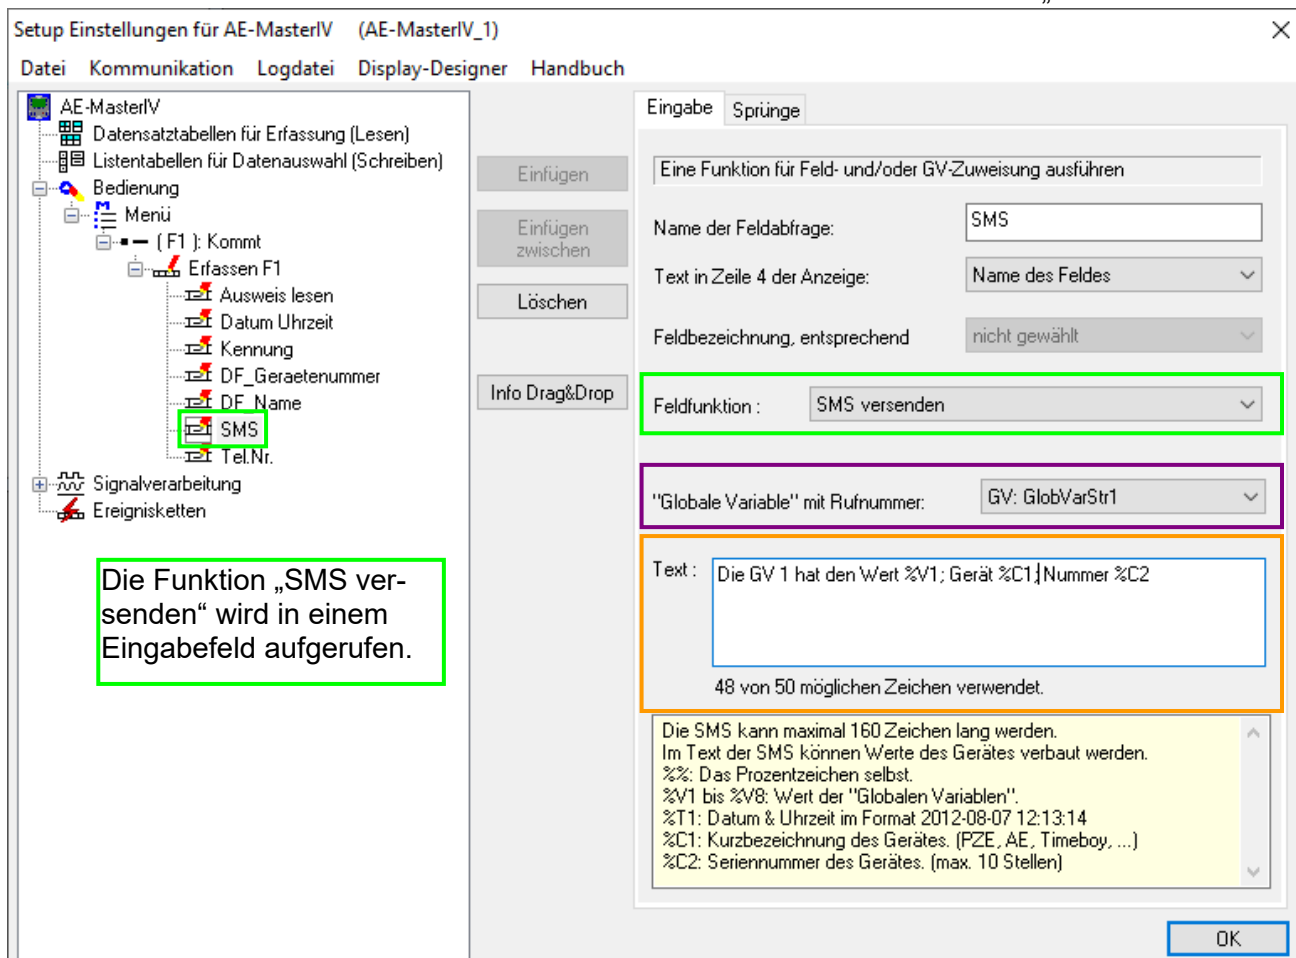 „
Setup Einstellungen für AE-MasterIV (AE-MasterIV_1)
Datei Kommunikation Logdatei Display-Designer Handbuch
AE-MasterIV
Datensatztabellen für Erfassung (Lesen)
Listentabellen für Datenauswahl (Schreiben)
Bedienung
Menü
( F1 ): Kommt
Erfassen F1
Ausweis lesen
Datum Uhrzeit
Kennung
DF_Geraetenummer
DF_Name
SMS
Tel.Nr.
Signalverarbeitung
Ereignisketten
Die Funktion „SMS ver-
senden“ wird in einem
Eingabefeld aufgerufen.
Einfügen
Einfügen
zwischen
Löschen
Info Drag&Drop
Eingabe Sprünge
Eine Funktion für Feld- und/oder GV-Zuweisung ausführen
Name der Feldabfrage: SMS
Text in Zeile 4 der Anzeige: Name des Feldes
Feldbezeichnung, entsprechend nicht gewählt
Feldfunktion : SMS versenden
"Globale Variable" mit Rufnummer: GV: GlobVarStr1
Text : Die GV 1 hat den Wert %V1; Gerät %C1; Nummer %C2
48 von 50 möglichen Zeichen verwendet.
Die SMS kann maximal 160 Zeichen lang werden.
Im Text der SMS können Werte des Gerätes verbaut werden.
%%: Das Prozentzeichen selbst.
%V1 bis %V8: Wert der "Globalen Variablen".
%T1: Datum & Uhrzeit im Format 2012-08-07 12:13:14
%C1: Kurzbezeichnung des Gerätes. (PZE, AE, Timeboy, ...)
%C2: Seriennummer des Gerätes. (max. 10 Stellen)
OK